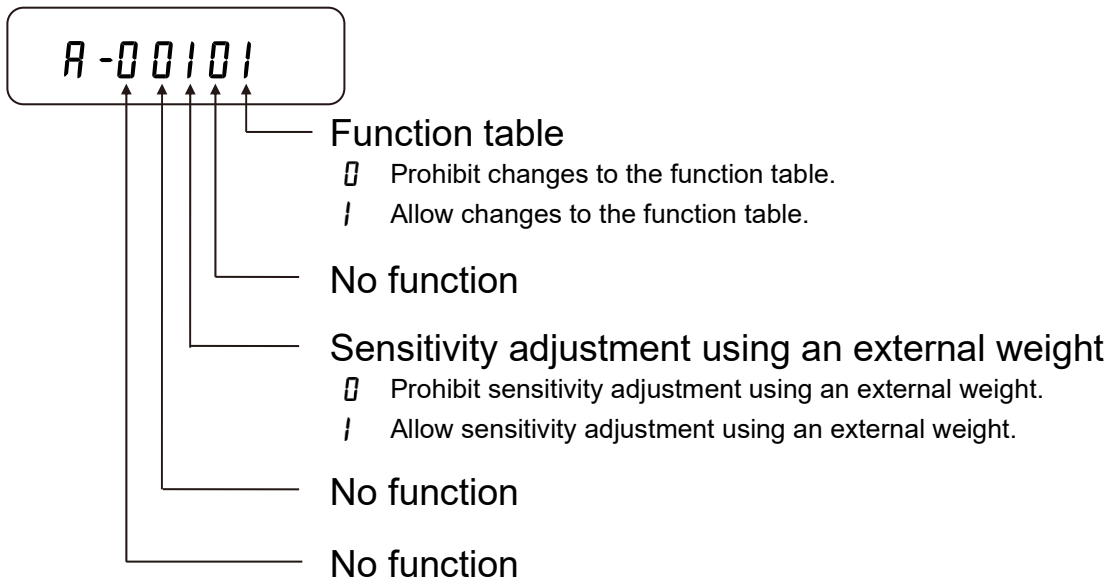 A-00101
Function table
0 Prohibit changes to the function table.
1 Allow changes to the function table.
No function
Sensitivity adjustment using an external weight
0 Prohibit sensitivity adjustment using an external weight.
1 Allow sensitivity adjustment using an external weight.
No function
No function